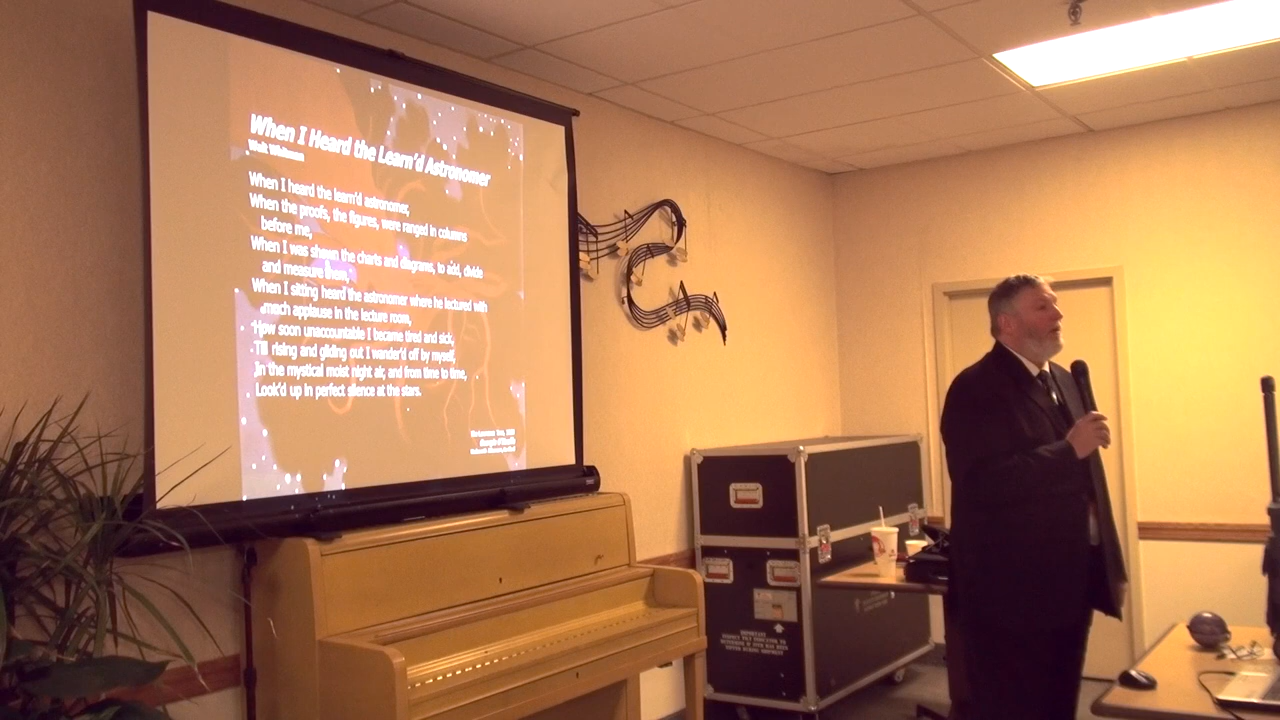 When I Heard the Learn'd Astronomer
Walt Whitman
When I heard the learn'd astronomer,
When the proofs, the figures, were ranged in columns
before me,
When I was shown the charts and diagrams, to add, divide
and measure them,
When I sitting heard the astronomer where he lectured with
much applause in the lecture room,
How soon unaccountable I became tired and sick,
Till rising and gliding out I wander'd off by myself,
In the mystical moist night air, and from time to time,
Look'd up in perfect silence at the stars.
IMPORTANT